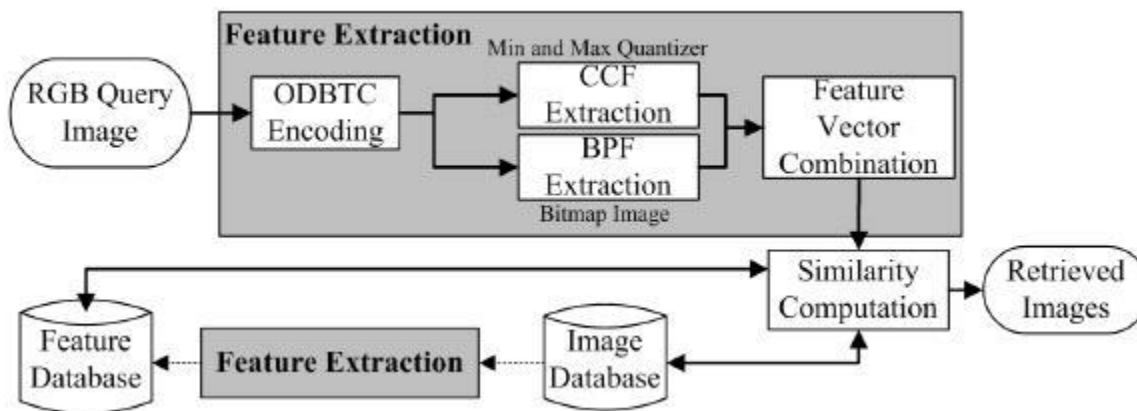 Feature Extraction
Min and Max Quantizer
RGB Query
Image
ODBTC
Encoding
CCF
Extraction
BPF
Extraction
Bitmap Image
Feature
Vector
Combination
Similarity
Computation
Retrieved
Images
Feature
Database
Feature Extraction
Image
Database